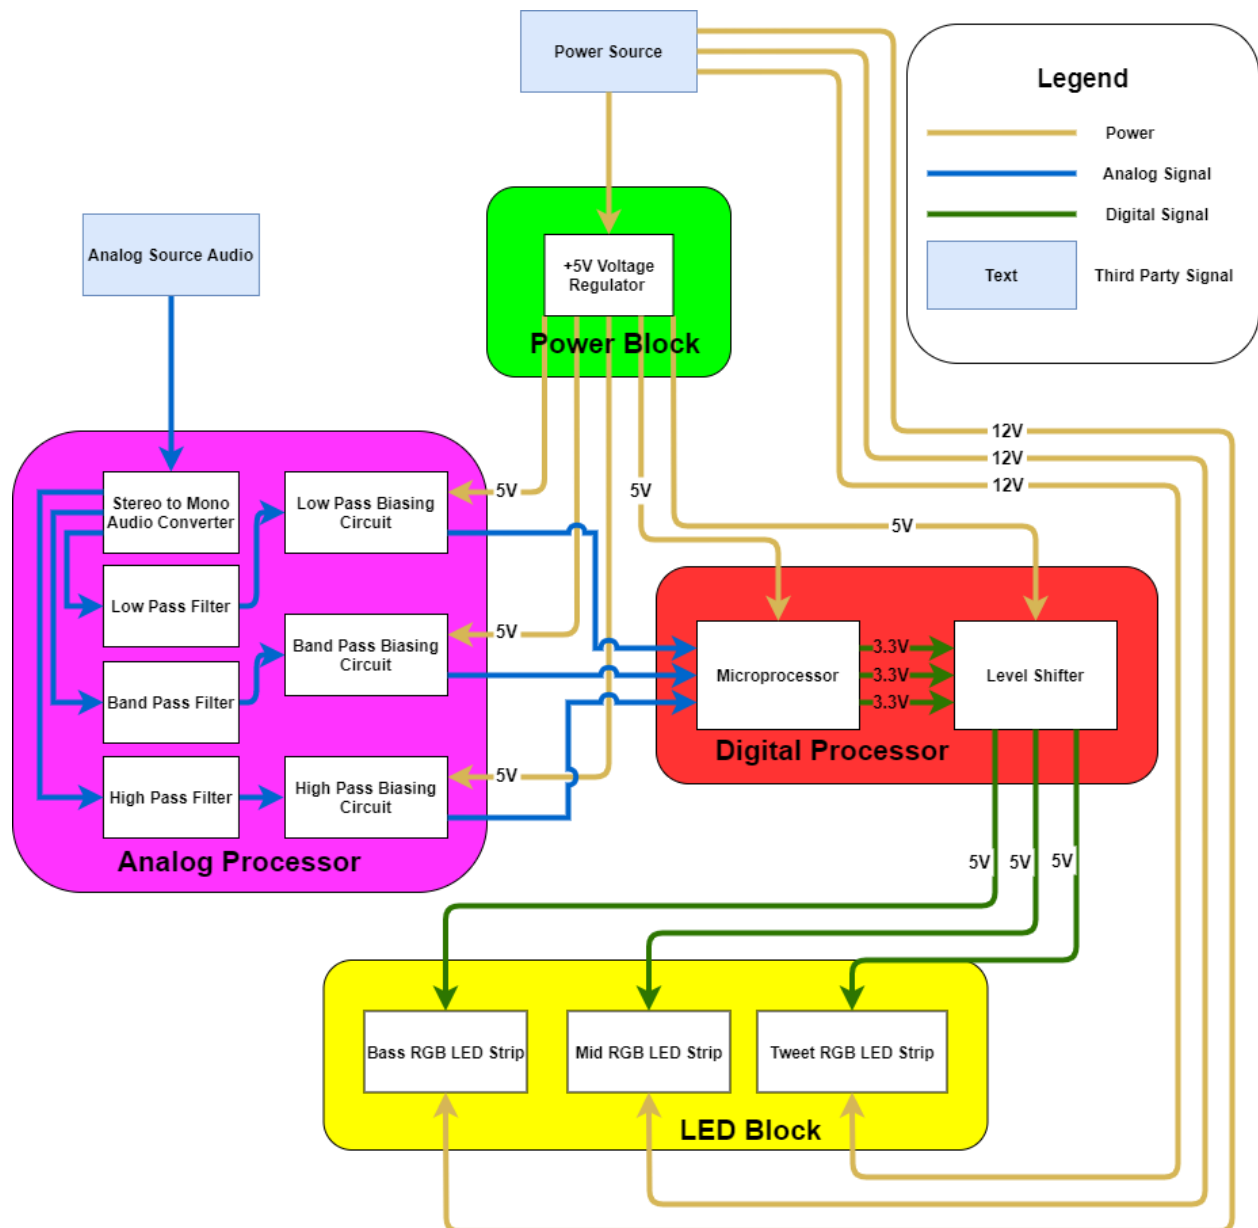 Power Source
Legend
Power
Analog Signal
Digital Signal
Text
Third Party Signal
Analog Source Audio
+5V Voltage
Regulator
Power Block
12V
12V
12V
Stereo to Mono
Audio Converter
Low Pass Biasing
Circuit
5V
5V
5V
Low Pass Filter
Band Pass Biasing
Circuit
5V
Band Pass Filter
Microprocessor
3.3V
3.3V
3.3V
Level Shifter
Digital Processor
High Pass Filter
High Pass Biasing
Circuit
5V
Analog Processor
5V
5V
5V
Bass RGB LED Strip
Mid RGB LED Strip
Tweet RGB LED Strip
LED Block